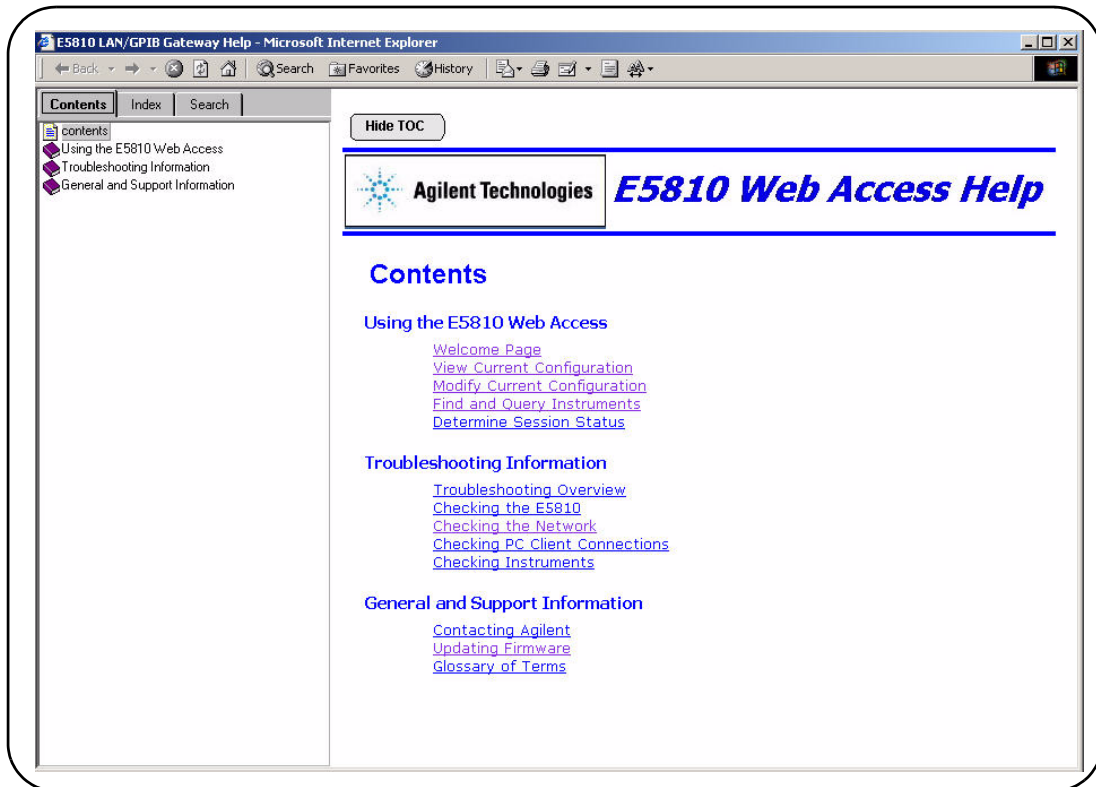 E5810 LAN/GPIB Gateway Help - Microsoft Internet Explorer
Back Search Favorites History
Contents Index Search
contents
Using the E5810 Web Access
Troubleshooting Information
General and Support Information
Hide TOC
Agilent Technologies
E5810 Web Access Help
Contents
Using the E5810 Web Access
Welcome Page
View Current Configuration
Modify Current Configuration
Find and Query Instruments
Determine Session Status
Troubleshooting Information
Troubleshooting Overview
Checking the E5810
Checking the Network
Checking PC Client Connections
Checking Instruments
General and Support Information
Contacting Agilent
Updating Firmware
Glossary of Terms